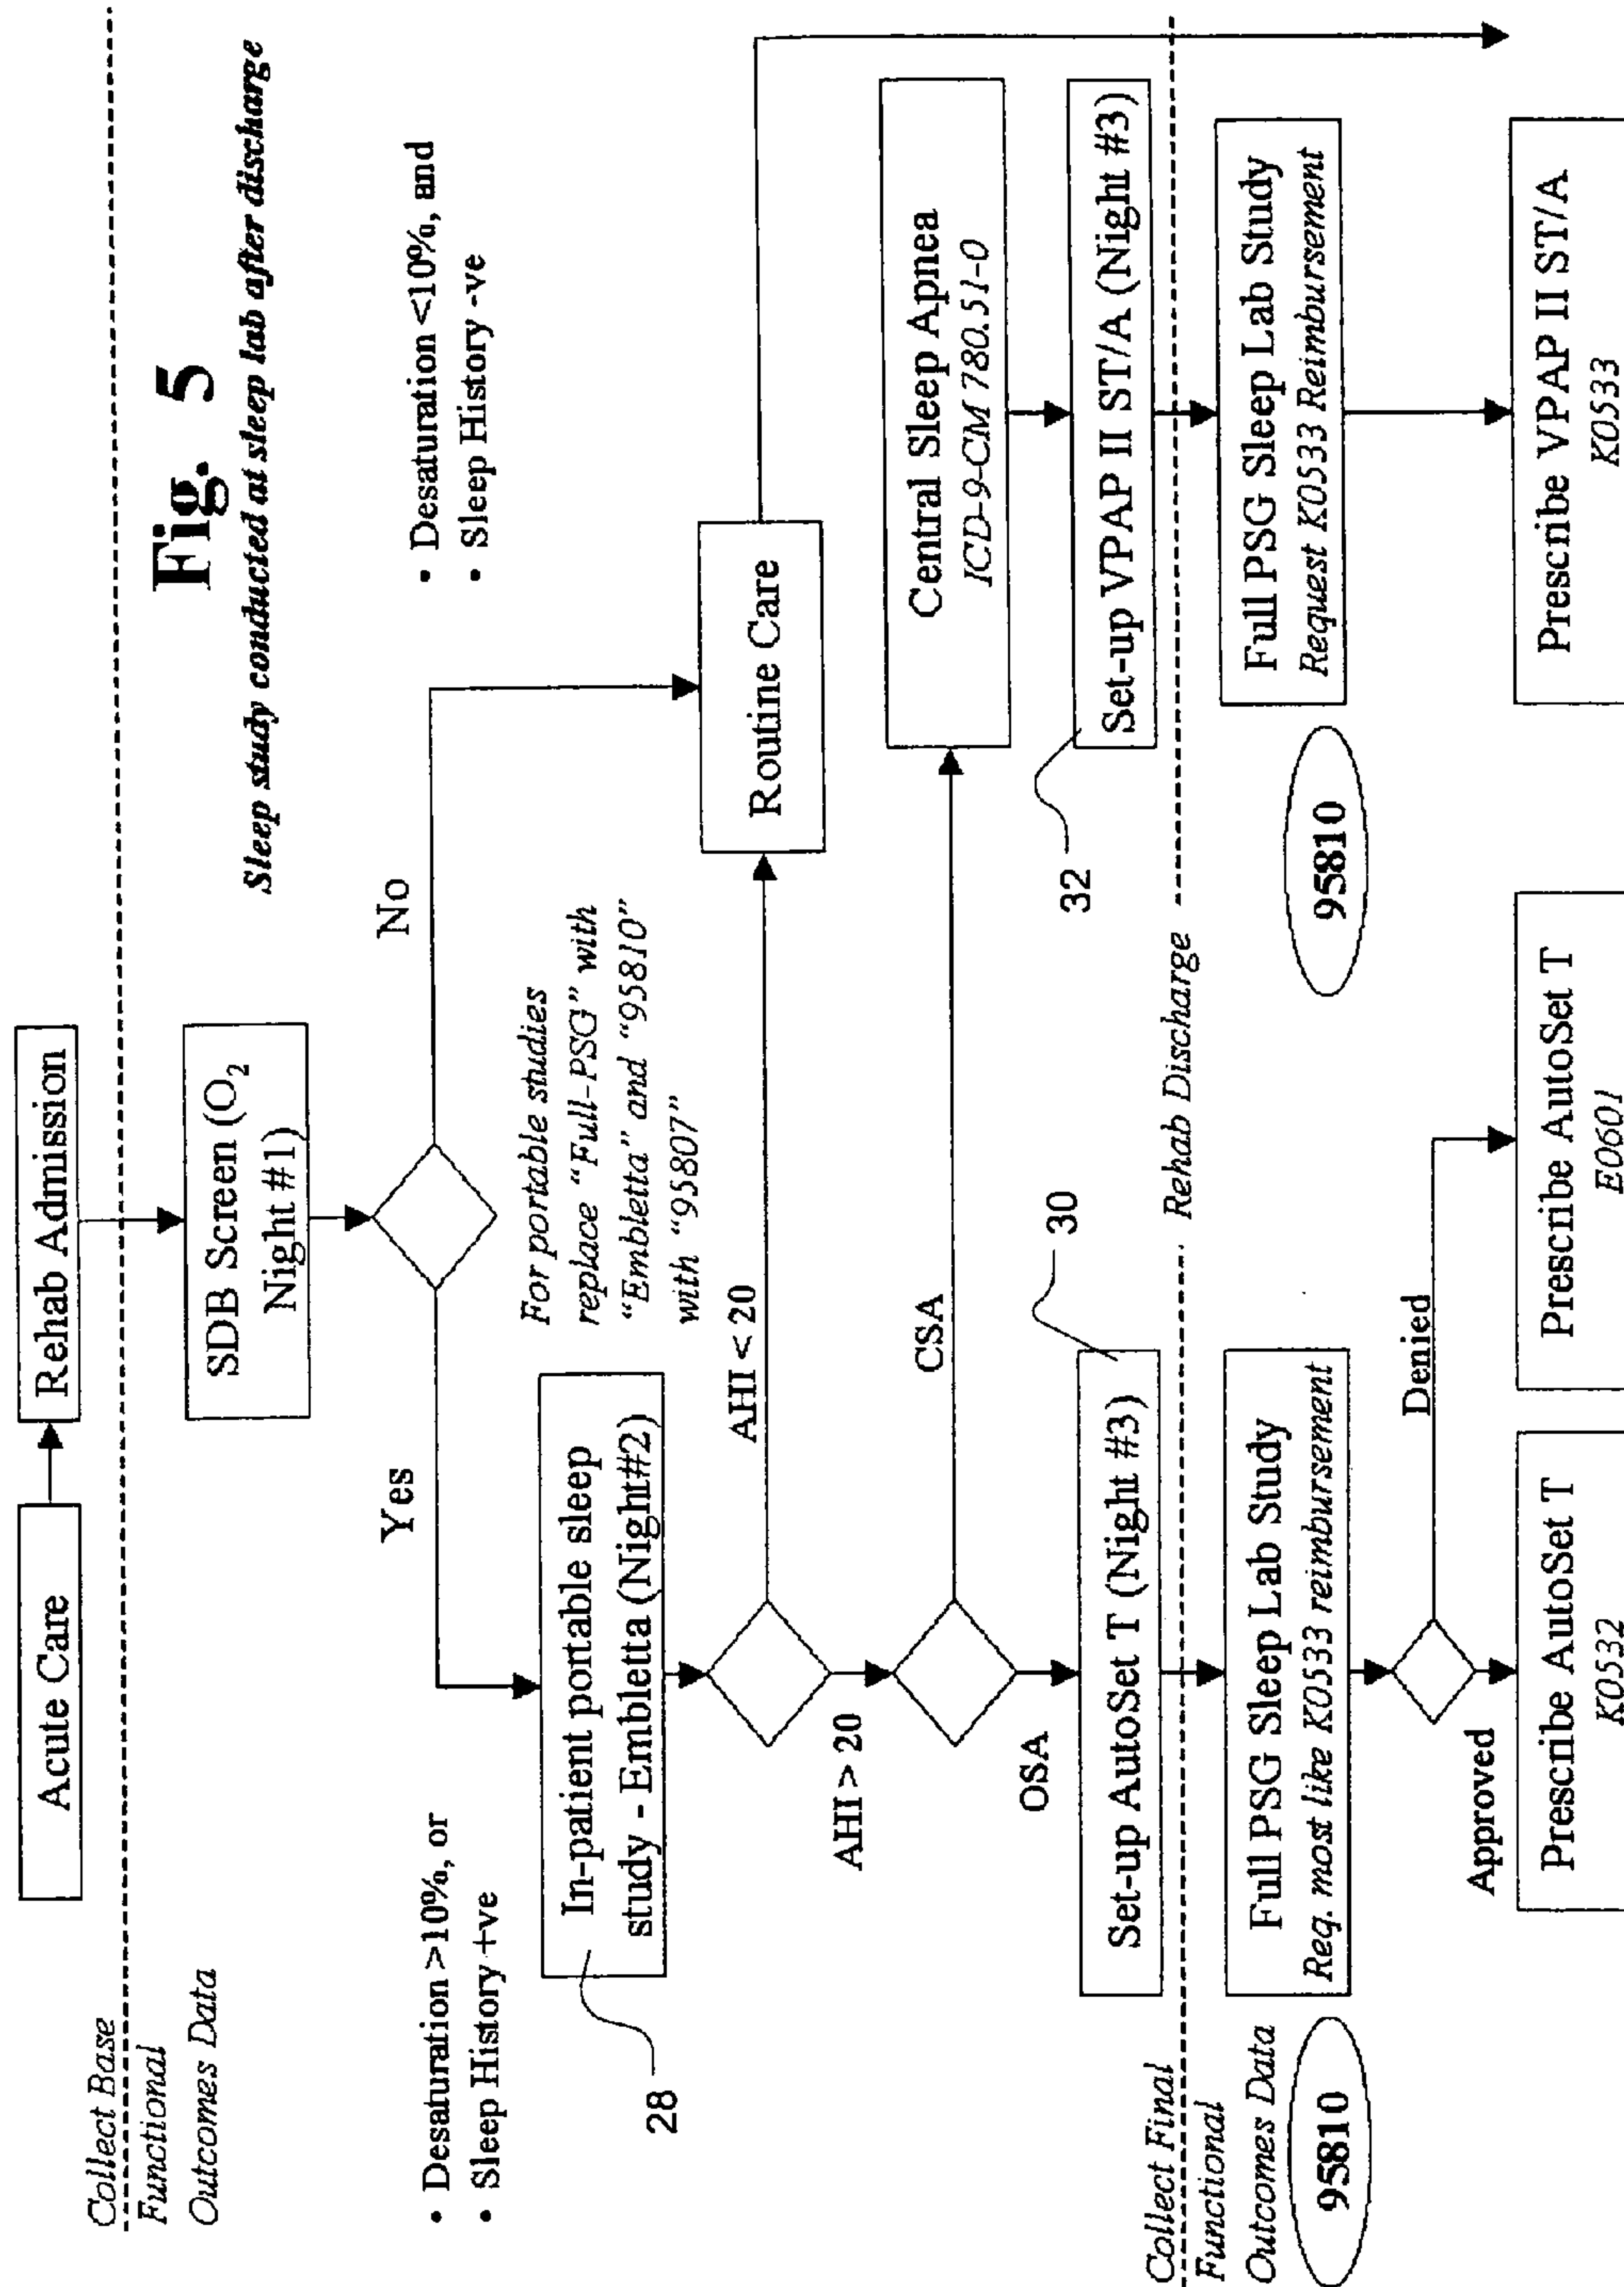 Fig. 5
Sleep study conducted at sleep lab after discharge
Acute Care
Rehab Admission
Collect Base
Functional
Outcomes Data
SDB Screen (O2
Night #1)
Yes
No
• Desaturation >10%, or
• Sleep History +ve
• Desaturation <10%, and
• Sleep History -ve
In-patient portable sleep
study - Embletta (Night#2)
28
For portable studies
replace “Full-PSG” with
“Embletta” and “95810”
with “95807”
Routine Care
AHI < 20
AHI > 20
CSA
OSA
Central Sleep Apnea
ICD-9-CM 780.51-0
Set-up AutoSet T (Night #3)
30
Set-up VPAP II ST/A (Night #3)
32
Rehab Discharge
Collect Final
Functional
Outcomes Data
95810
Full PSG Sleep Lab Study
Req. most like K0533 reimbursement
95810
Full PSG Sleep Lab Study
Request K0533 Reimbursement
Approved
Denied
Prescribe AutoSet T
K0532
Prescribe AutoSet T
E0601
Prescribe VPAP II ST/A
K0533